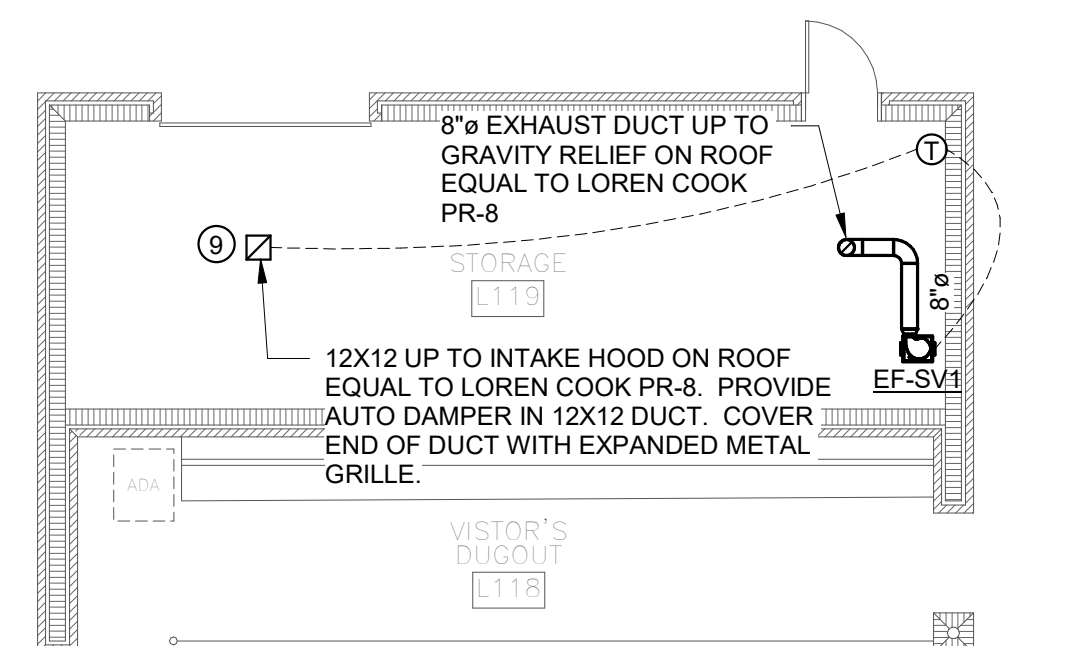 8"ø EXHAUST DUCT UP TO
GRAVITY RELIEF ON ROOF
EQUAL TO LOREN COOK
PR-8
T
9
STORAGE
L119
8"ø
EF-SV1
12X12 UP TO INTAKE HOOD ON ROOF
EQUAL TO LOREN COOK PR-8.  PROVIDE
AUTO DAMPER IN 12X12 DUCT.  COVER
END OF DUCT WITH EXPANDED METAL
GRILLE.
ADA
VISTOR'S
DUGOUT
L118